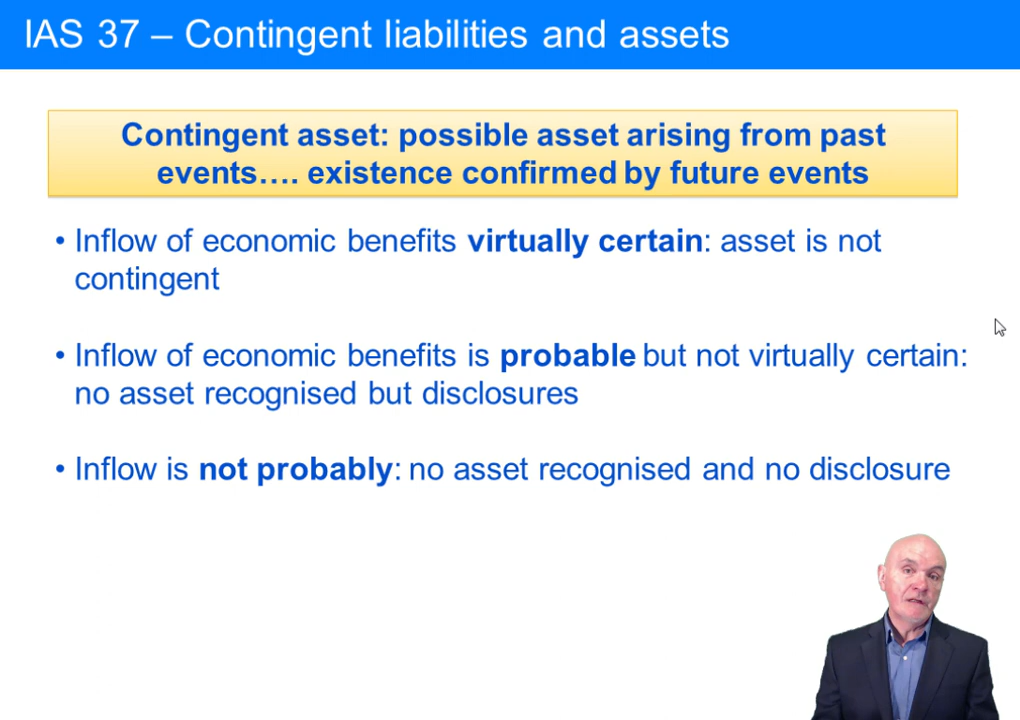 IAS 37 – Contingent liabilities and assets
Contingent asset: possible asset arising from past
events…. existence confirmed by future events
• Inflow of economic benefits virtually certain: asset is not
contingent
• Inflow of economic benefits is probable but not virtually certain:
no asset recognised but disclosures
• Inflow is not probably: no asset recognised and no disclosure